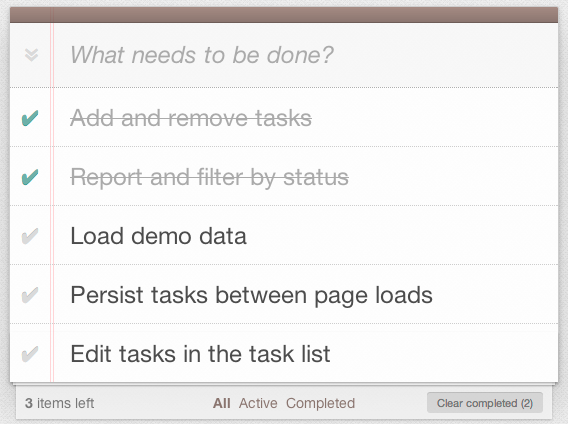 What needs to be done?
Add and remove tasks
Report and filter by status
Load demo data
Persist tasks between page loads
Edit tasks in the task list
3 items left All Active Completed Clear completed (2)